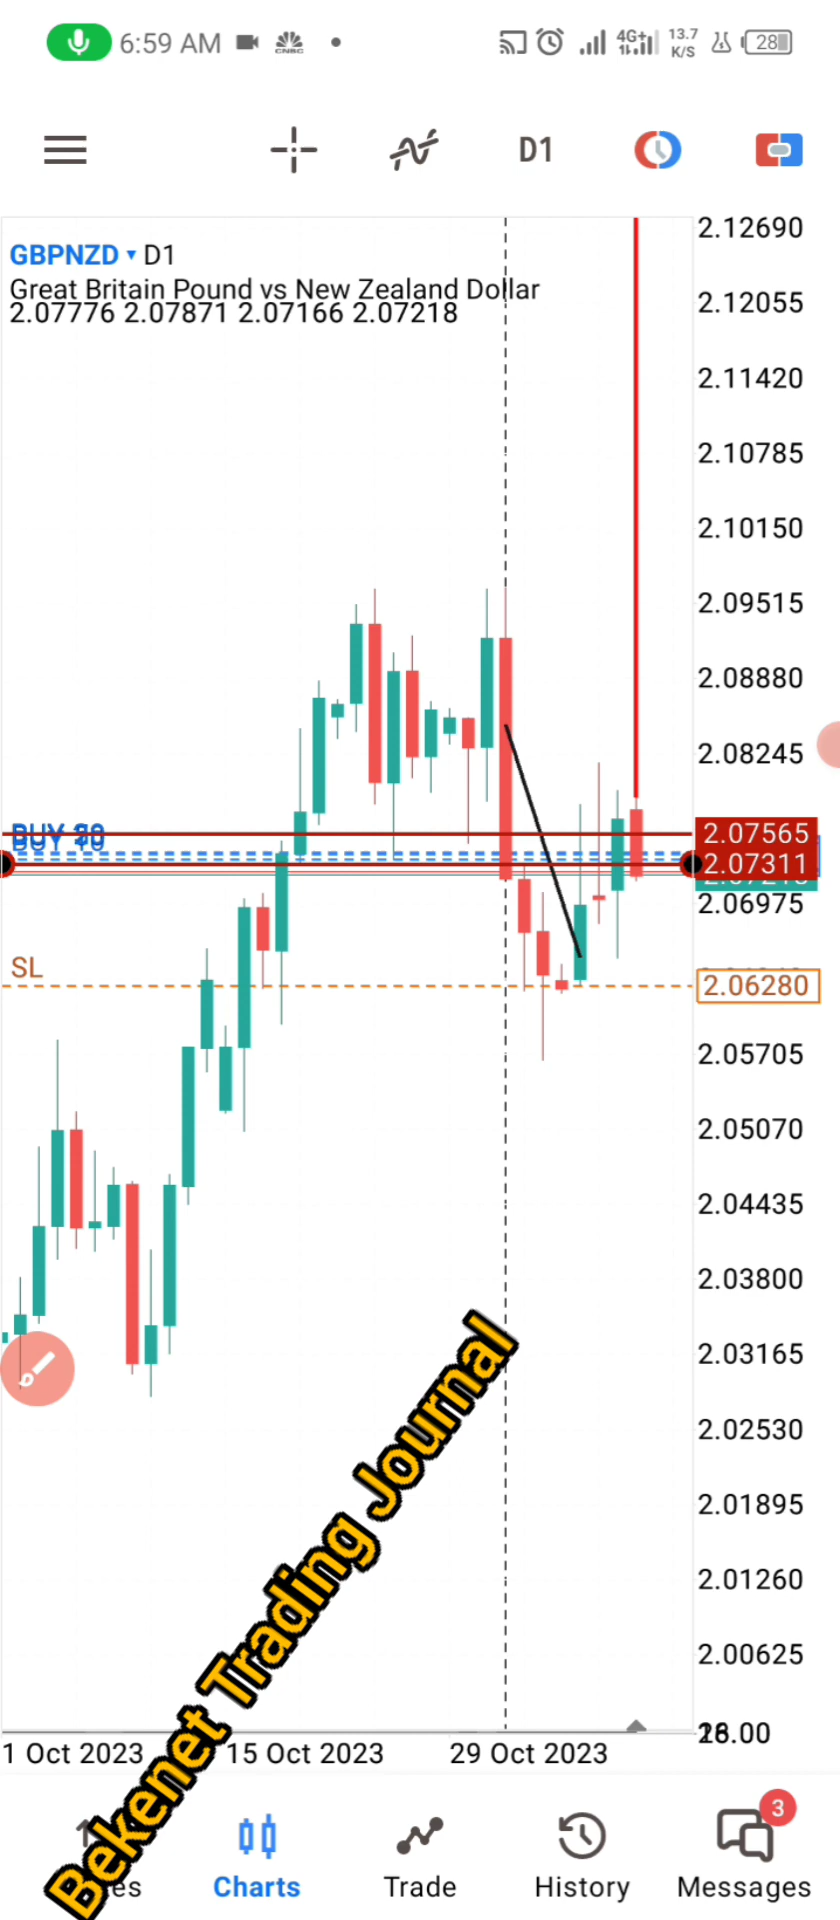 6:59 AM
CNBC
4G+
13.7
K/S
28
D1
GBPNZD
D1
Great Britain Pound vs New Zealand Dollar
2.07776 2.07871 2.07166 2.07218
2.12690
2.12055
2.11420
2.10785
2.10150
2.09515
2.08880
2.08245
BUY
BUY
2.07565
2.07311
2.06975
SL
2.06280
2.05705
2.05070
2.04435
2.03800
2.03165
2.02530
2.01895
2.01260
2.00625
Bekenet Trading Journal
1 Oct 2023
15 Oct 2023
29 Oct 2023
3
Charts
Trade
History
Messages